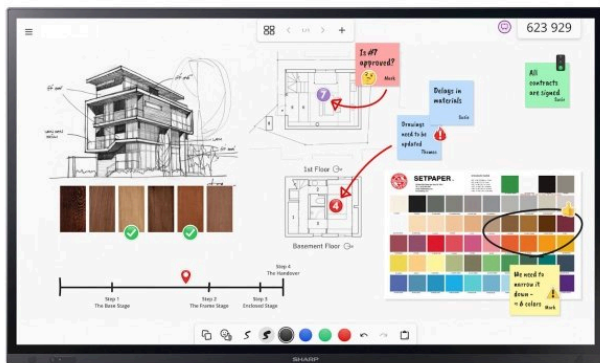 623 929
Is #7
approved?
Mark
7
All
contracts
are signed
Delays in
materials
Drawings
need to be
updated
Thomas
1st Floor
4
Basement Floor
SETPAPER
We need to
narrow it
down -
4 colors
Mark
Step 4
The Handover
Step 1
The Base Stage
Step 2
The Frame Stage
Step 3
Enclosed Stage
SHARP